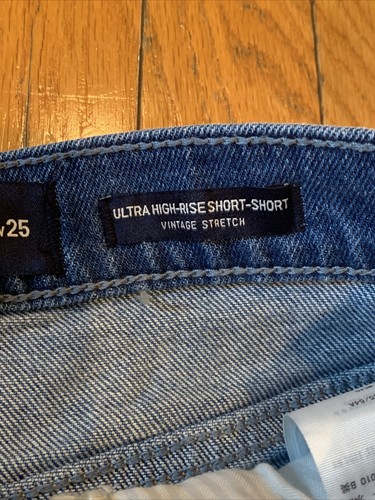 W25
ULTRA HIGH-RISE SHORT-SHORT
VINTAGE STRETCH